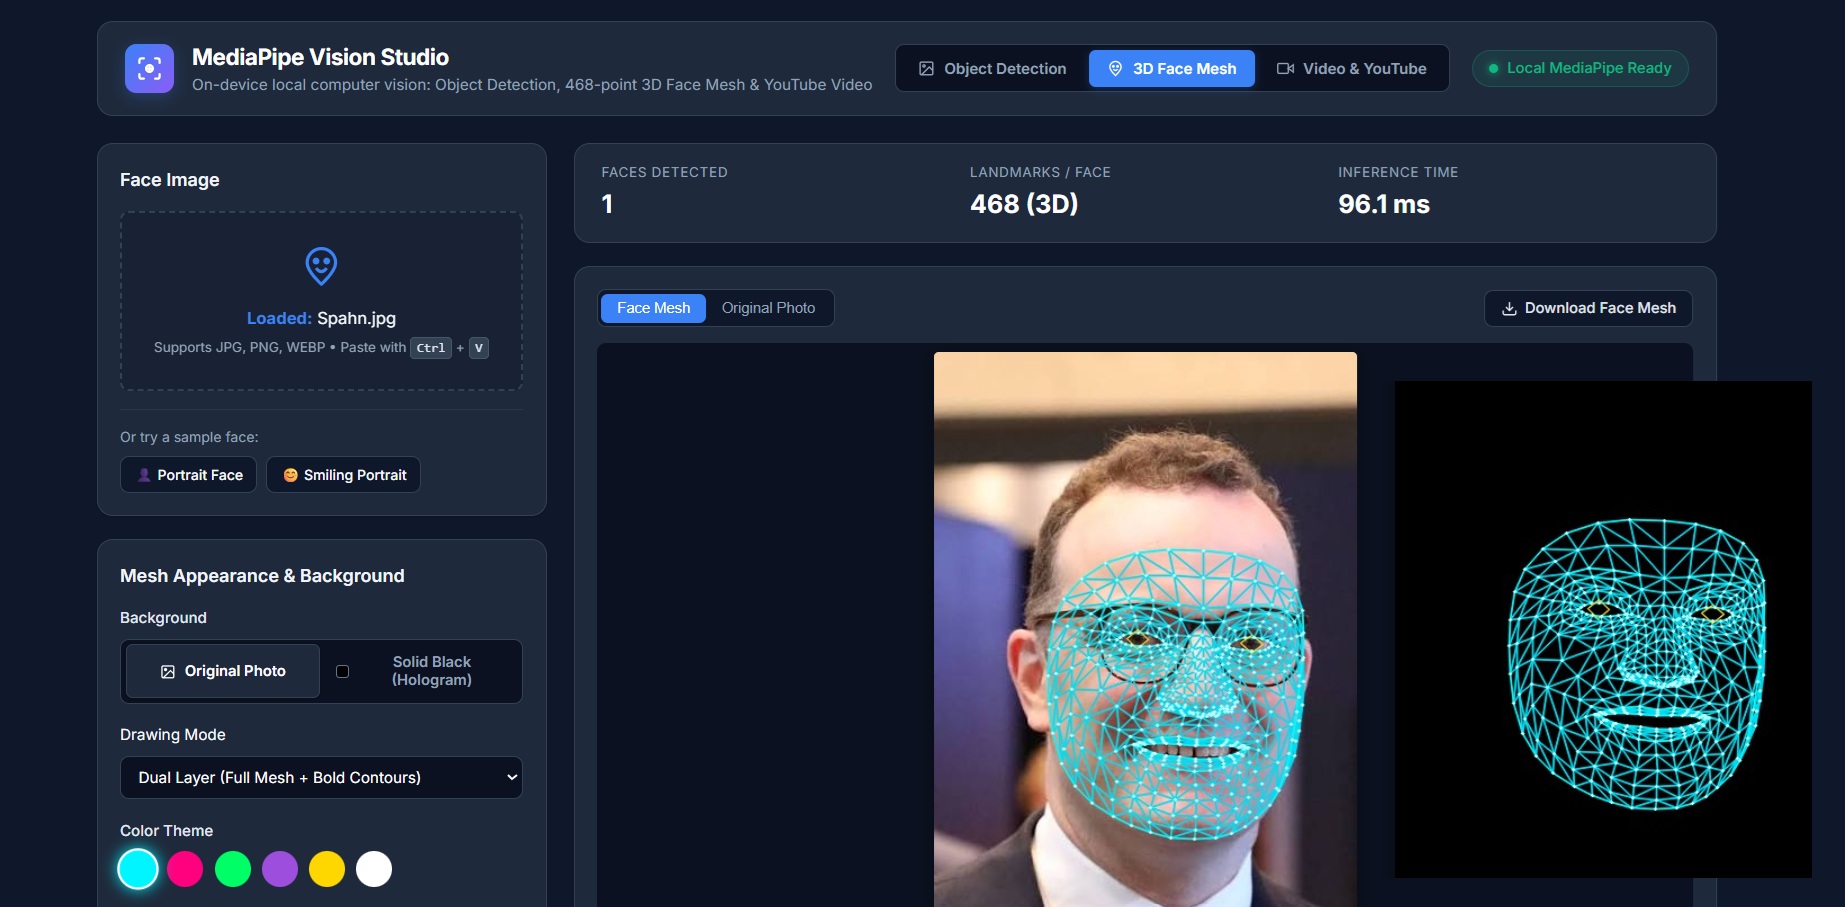 MediaPipe Vision Studio
On-device local computer vision: Object Detection, 468-point 3D Face Mesh & YouTube Video
Object Detection
3D Face Mesh
Video & YouTube
Local MediaPipe Ready
Face Image
Loaded: Spahn.jpg
Supports JPG, PNG, WEBP • Paste with Ctrl + V
Or try a sample face:
Portrait Face
Smiling Portrait
Mesh Appearance & Background
Background
Original Photo
Solid Black
(Hologram)
Drawing Mode
Dual Layer (Full Mesh + Bold Contours)
Color Theme
FACES DETECTED
1
LANDMARKS / FACE
468 (3D)
INFERENCE TIME
96.1 ms
Face Mesh
Original Photo
Download Face Mesh